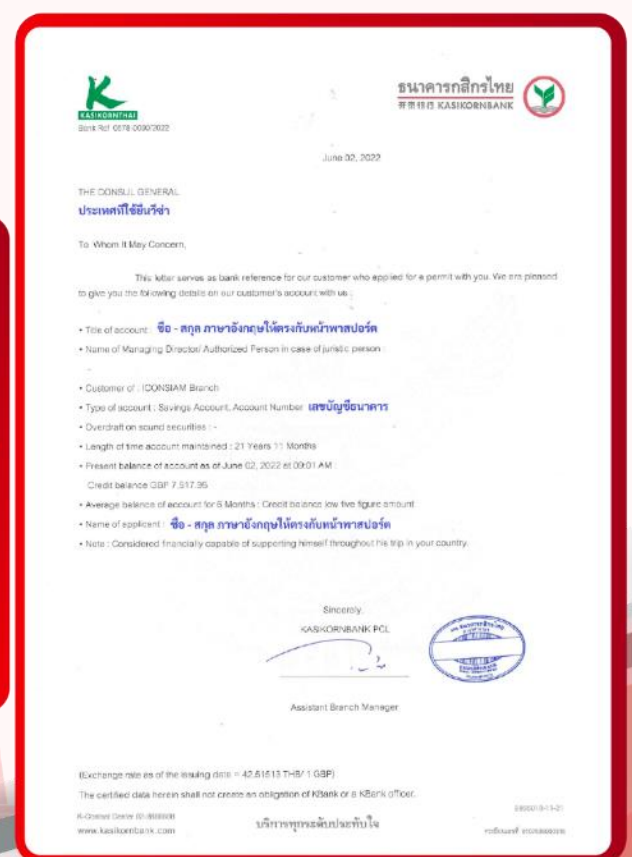 KASIKORNTHAI
ธนาคารกสิกรไทย
开泰银行 KASIKORNBANK
June 02, 2022
THE CONSUL GENERAL
ประเทศที่ใช้ยื่นวีซ่า
To Whom It May Concern,
This letter serves as bank reference for our customer who applied for a permit with you. We are pleased
to give you the following details on our customer's account with us :
• Title of account : ชื่อ - สกุล ภาษาอังกฤษให้ตรงกับหน้าพาสปอร์ต
• Name of Managing Director/ Authorized Person in case of juristic person :
-
• Customer of : ICONSIAM Branch
• Type of account : Savings Account, Account Number เลขบัญชีธนาคาร
• Overdraft on sound securities : -
• Length of time account maintained : 21 Years 11 Months
• Present balance of account as of June 02, 2022 at 09:01 AM :
Credit balance GBP 7,517.95
• Average balance of account for 6 Months : Credit balance low five figure amount
• Name of applicant : ชื่อ - สกุล ภาษาอังกฤษให้ตรงกับหน้าพาสปอร์ต
• Note : Considered financially capable of supporting himself throughout his trip in your country.
Sincerely,
KASIKORNBANK PCL
Assistant Branch Manager
(Exchange rate as of the issuing date = 42.51513 THB/ 1 GBP)
The certified data herein shall not create an obligation of KBank or a KBank officer.
www.kasikornbank.com
บริการทุกระดับประทับใจ